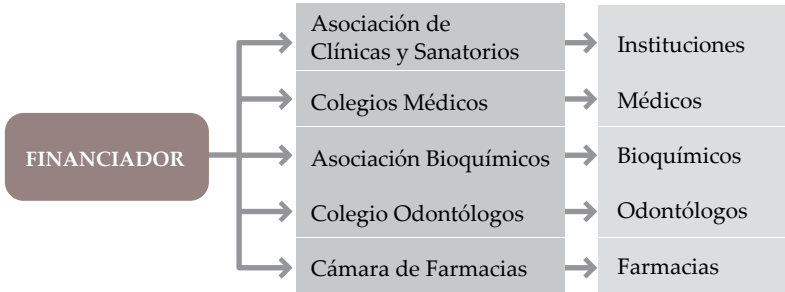 Asociación de
Clínicas y Sanatorios
Instituciones
Colegios Médicos
Médicos
FINANCIADOR
Asociación Bioquímicos
Bioquímicos
Colegio Odontólogos
Odontólogos
Cámara de Farmacias
Farmacias